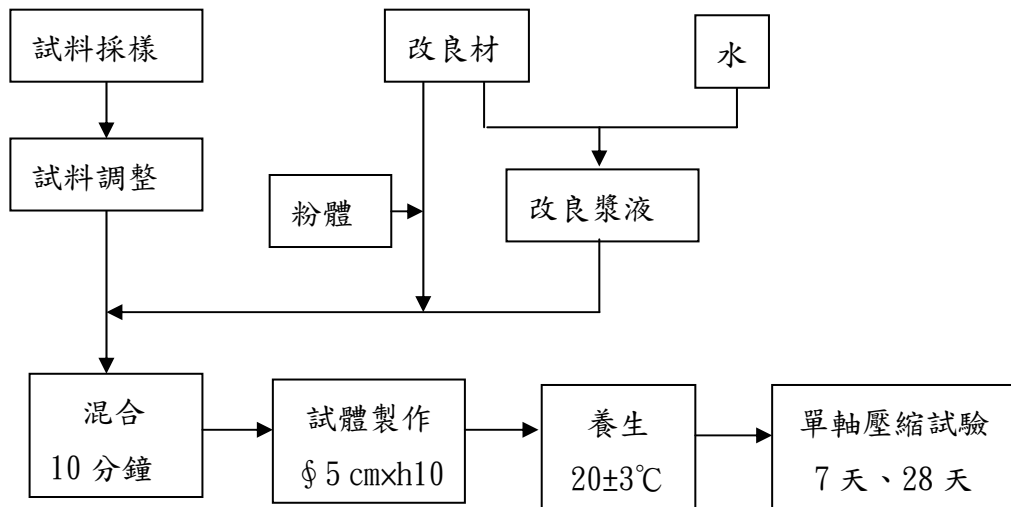 試料採樣
改良材
水
試料調整
粉體
改良漿液
混合
10 分鐘
試體製作
∮5 cm×h10
養生
20±3℃
單軸壓縮試驗
7 天、28 天